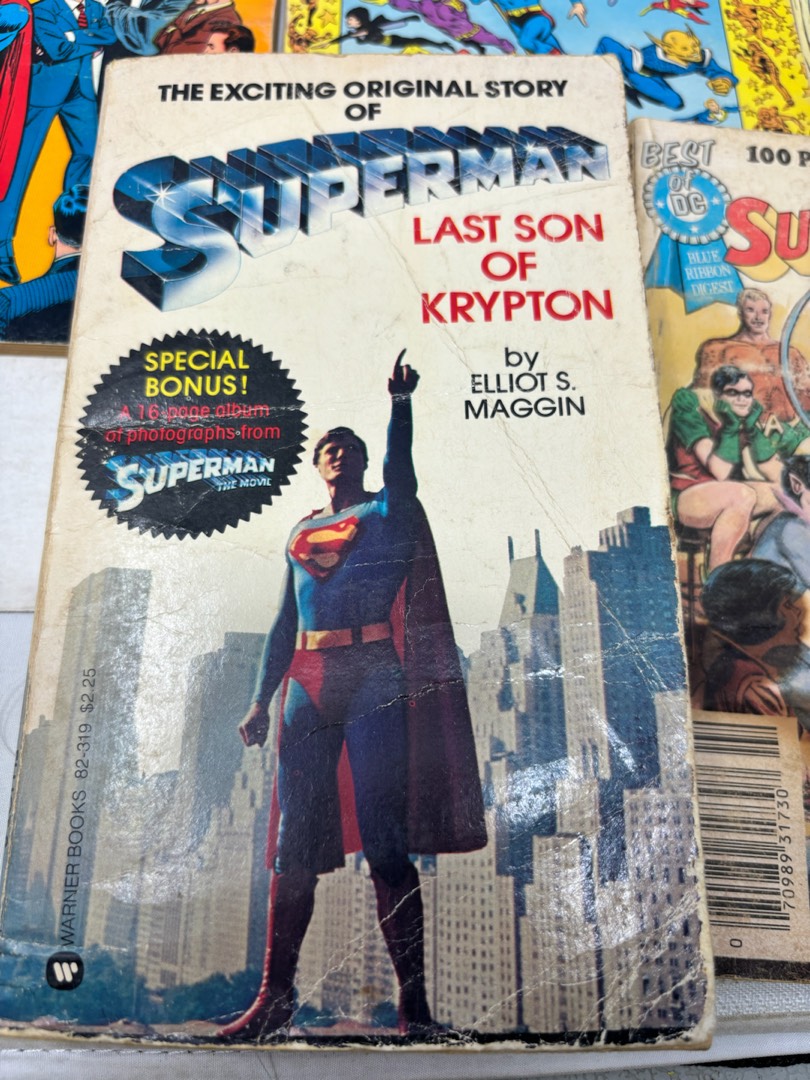 THE EXCITING ORIGINAL STORY
OF
SUPERMAN
LAST SON
OF
KRYPTON
by
ELLIOT S.
MAGGIN
SPECIAL
BONUS!
A 16-page album
of photographs from
SUPERMAN
THE MOVIE
WARNER BOOKS 82-319 $2.25
BEST
of
DC
BLUE
RIBBON
DIGEST
100 P
SU
0
70989 31730